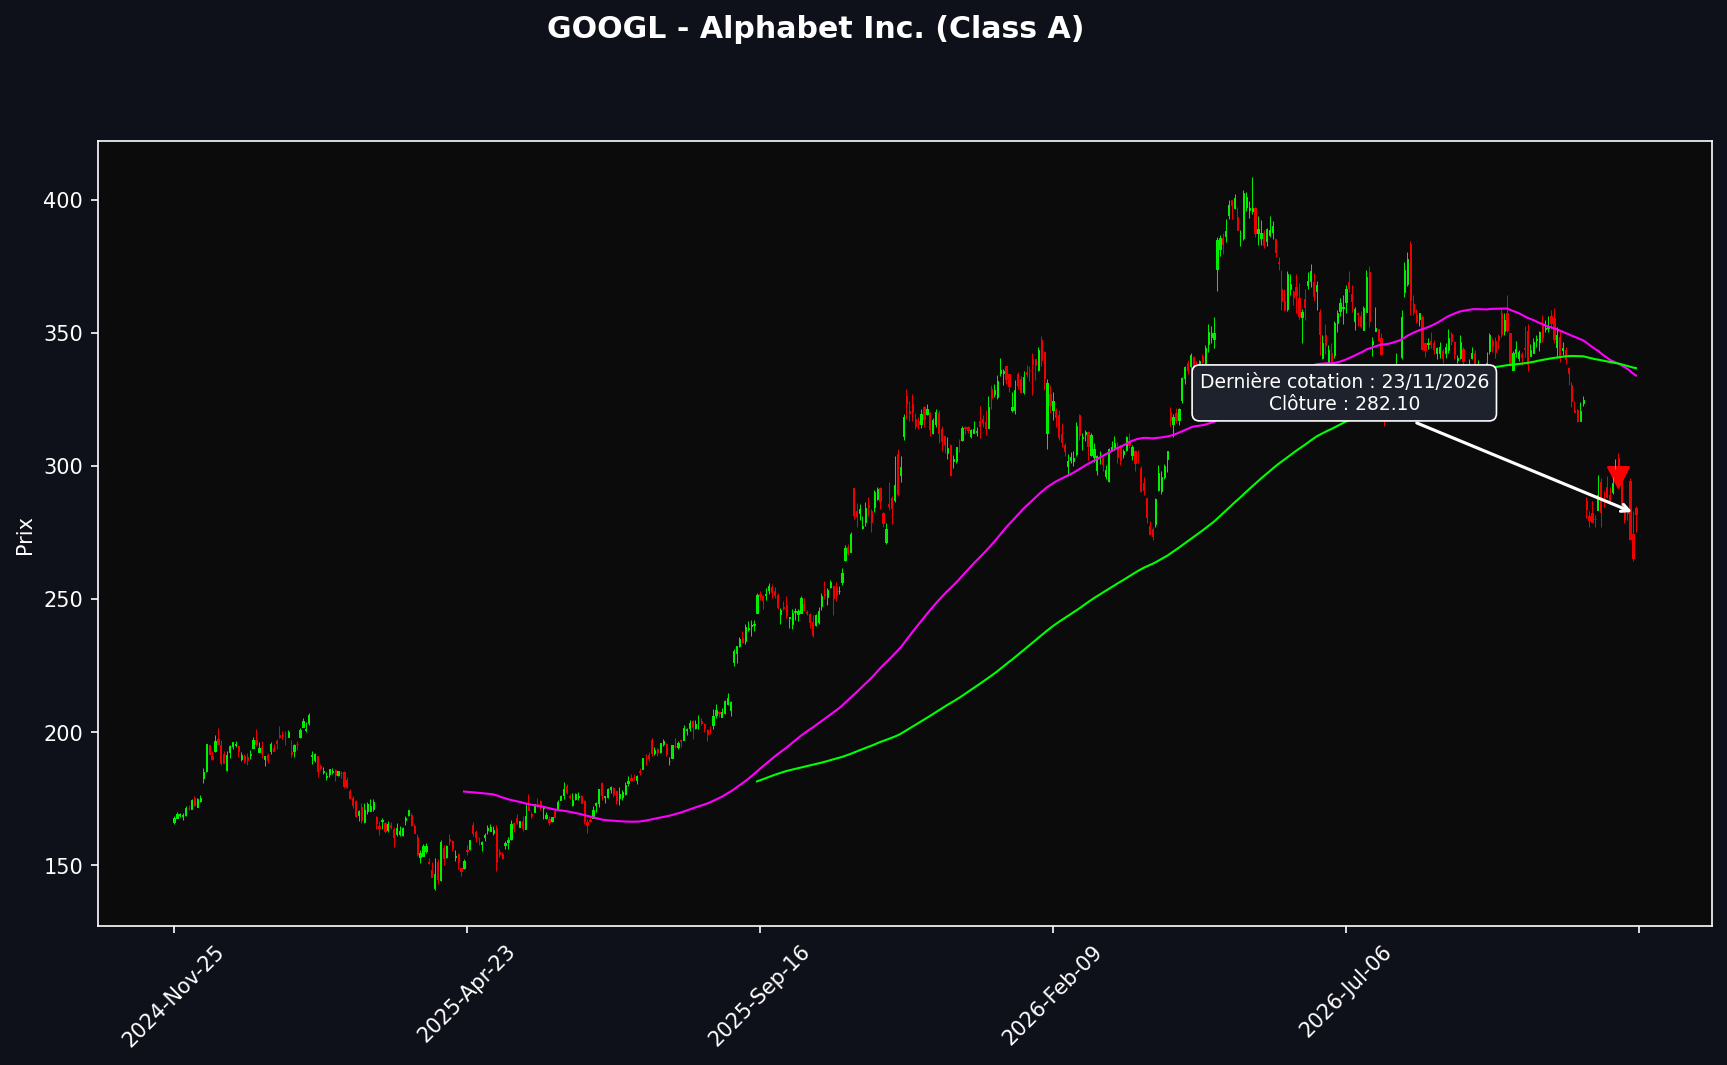 GOOGL - Alphabet Inc. (Class A)
Prix
400
350
300
250
200
150
Dernière cotation : 23/11/2026
Clôture : 282.10
2024-Nov-25
2025-Apr-23
2025-Sep-16
2026-Feb-09
2026-Jul-06